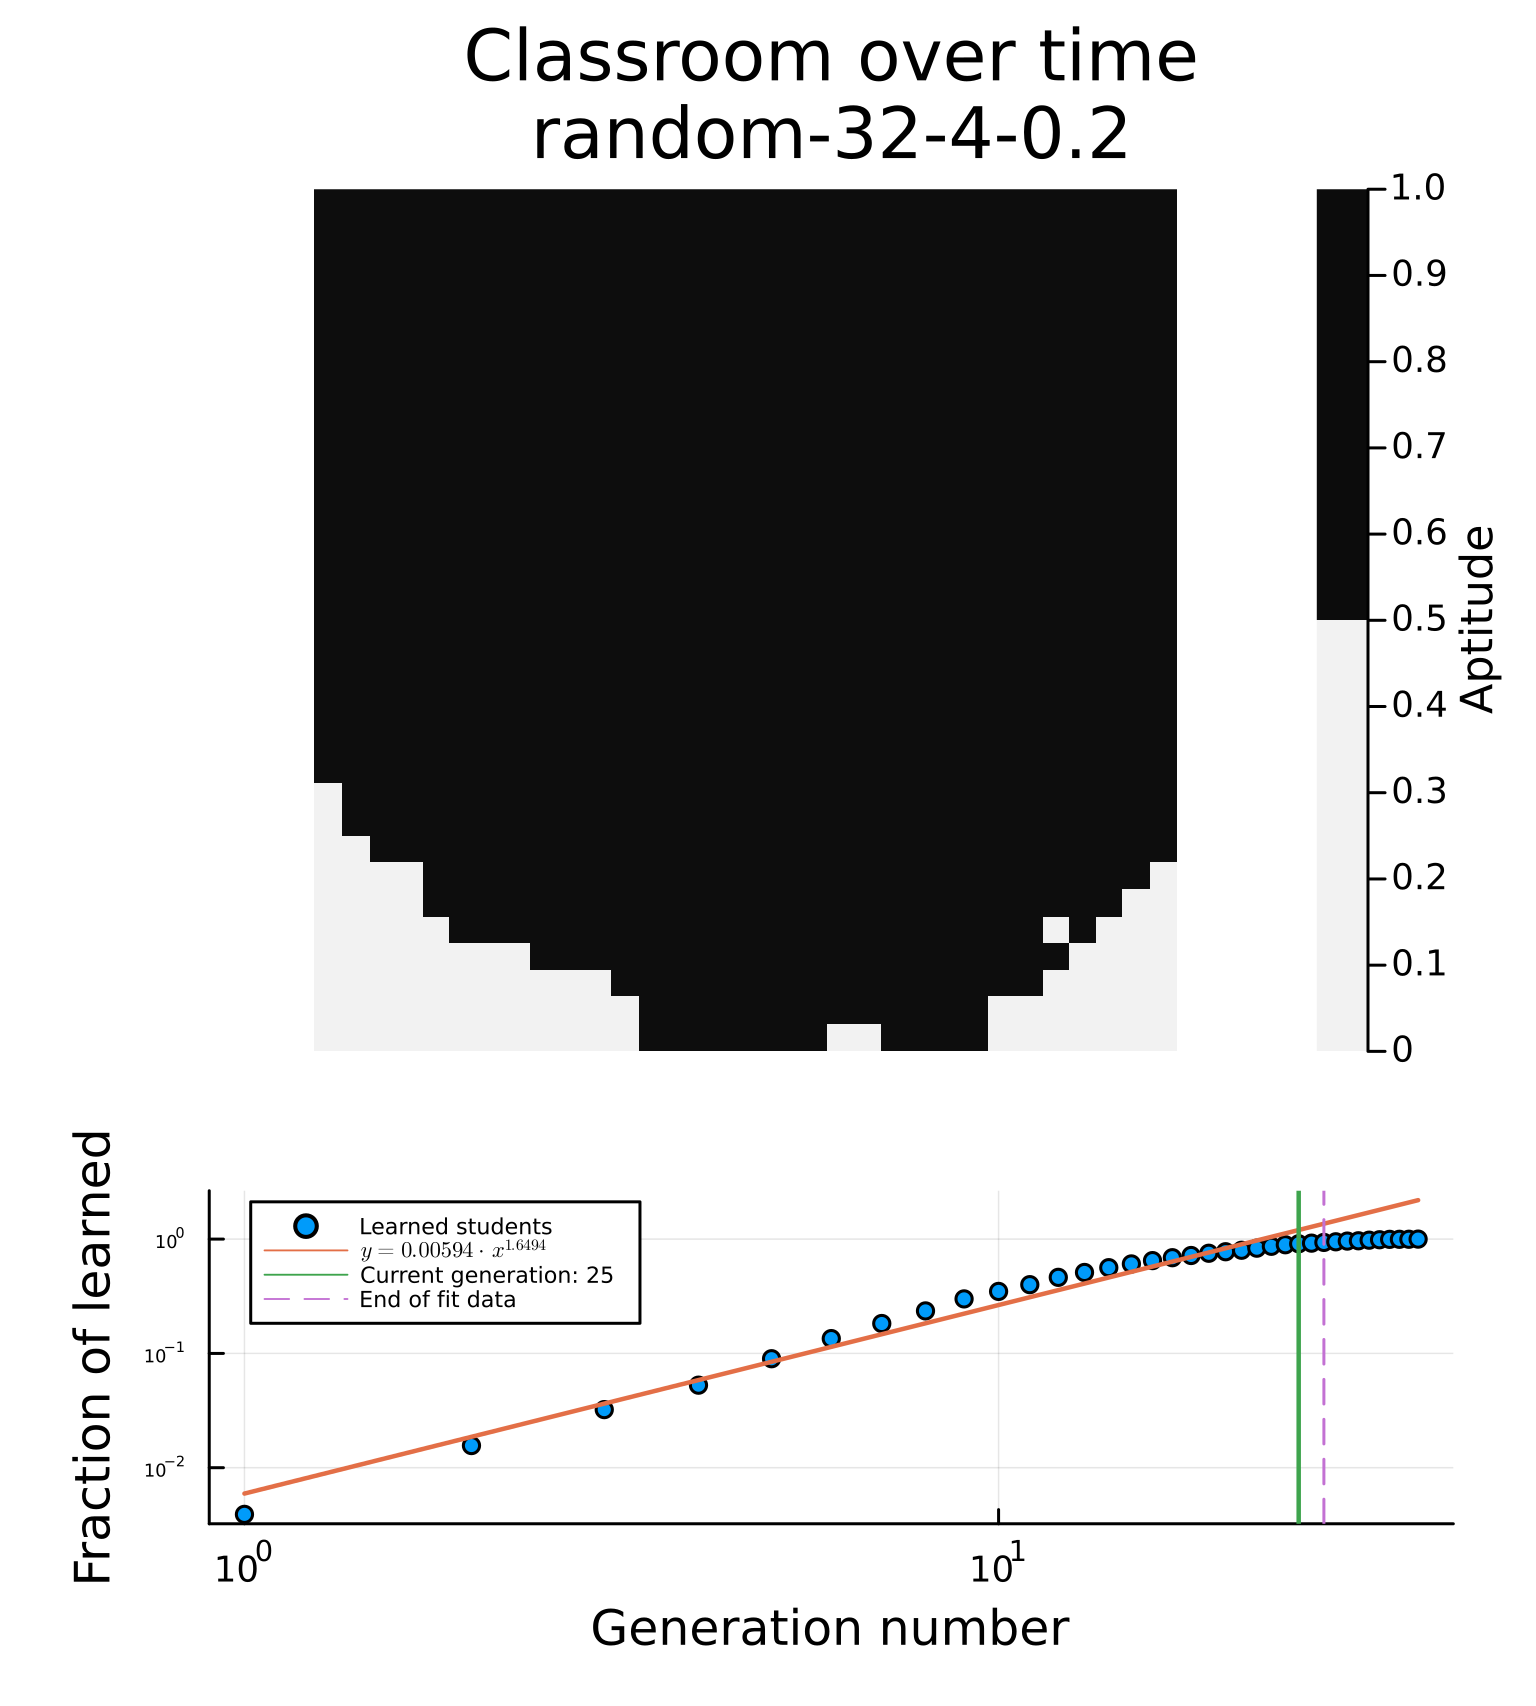 Classroom over time
random-32-4-0.2
1.0
0.9
0.8
0.7
0.6
0.5
0.4
0.3
0.2
0.1
0
Aptitude
Fraction of learned
10^0
10^-1
10^-2
Learned students
y = 0.00594 · x^1.6494
Current generation: 25
End of fit data
10^0
10^1
Generation number